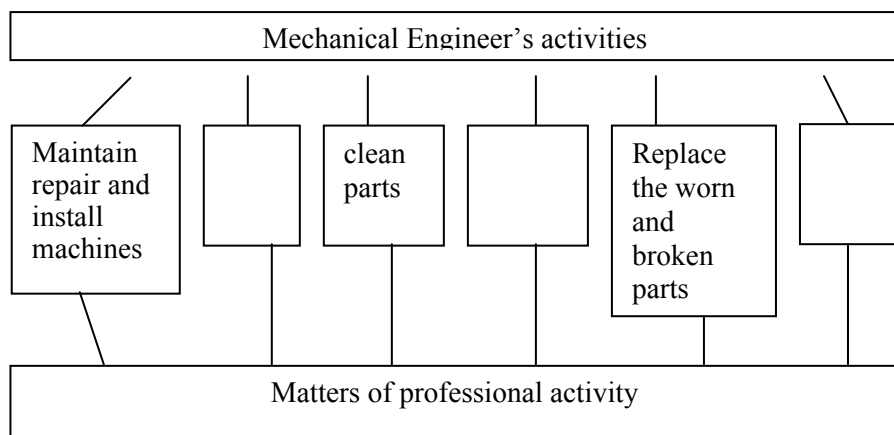 Mechanical Engineer’s activities
Maintain
repair and
install
machines
clean
parts
Replace
the worn
and
broken
parts
Matters of professional activity